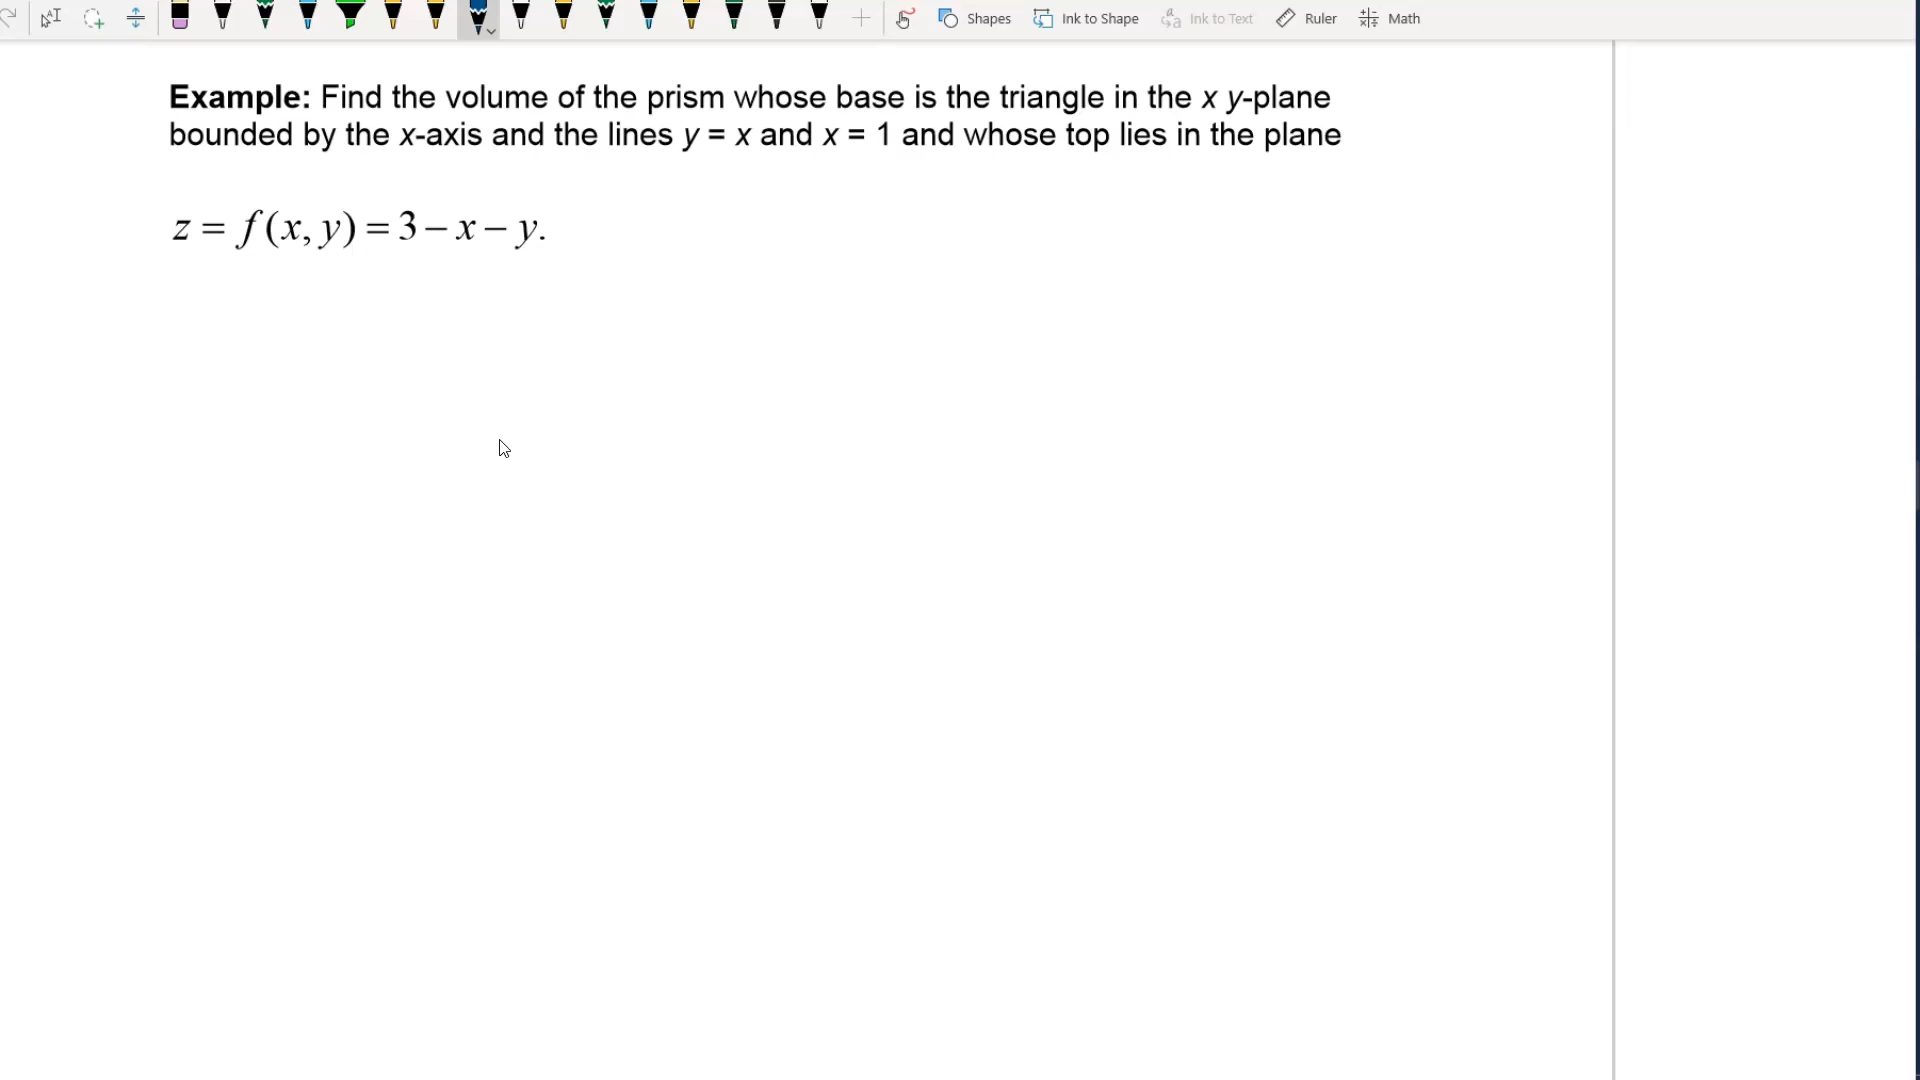 Shapes Ink to Shape Ink to Text Ruler Math
Example: Find the volume of the prism whose base is the triangle in the x y-plane
bounded by the x-axis and the lines y = x and x = 1 and whose top lies in the plane
z = f(x, y) = 3 − x − y.